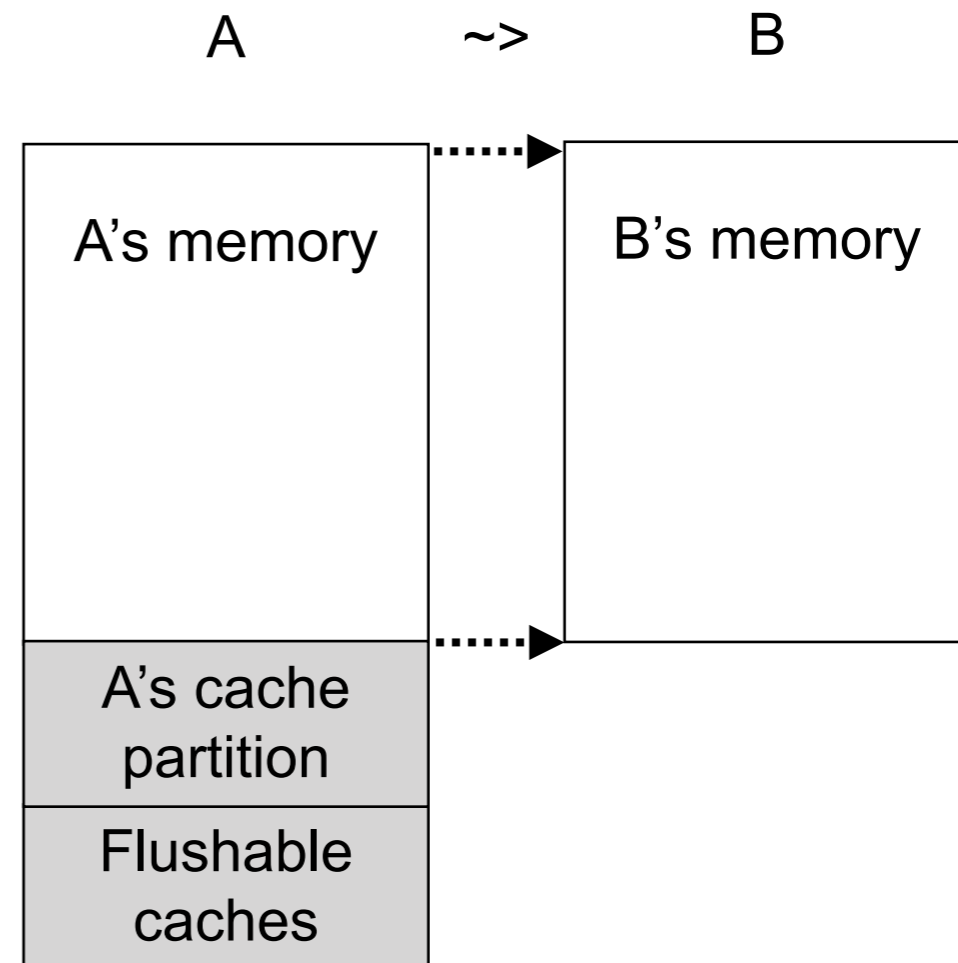 A ~> B
A’s memory B’s memory
A’s cache
partition
Flushable
caches